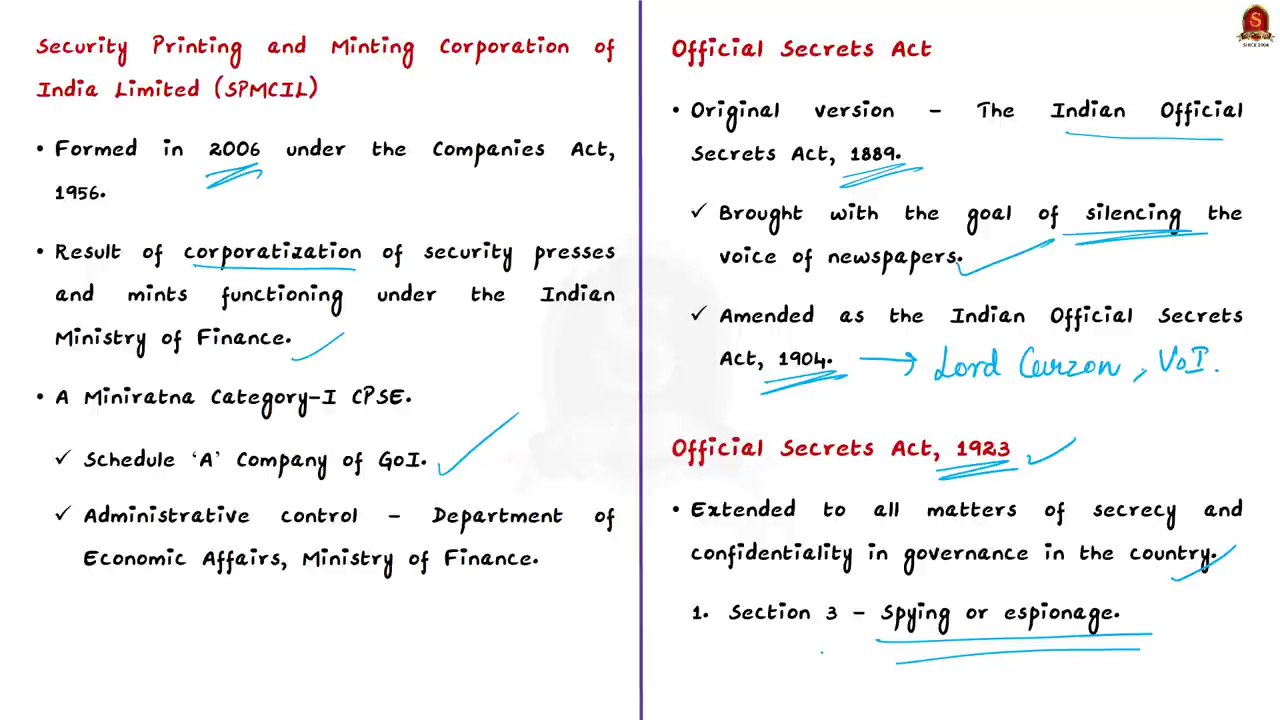 Security Printing and Minting Corporation of
India Limited (SPMCIL)
• Formed in 2006 under the Companies Act,
1956.
• Result of corporatization of security presses
and mints functioning under the Indian
Ministry of Finance.
• A Miniratna Category-I CPSE.
✓ Schedule ‘A’ Company of GoI.
✓ Administrative control – Department of
Economic Affairs, Ministry of Finance.
Official Secrets Act
• Original version – The Indian Official
Secrets Act, 1889.
✓ Brought with the goal of silencing the
voice of newspapers.
✓ Amended as the Indian Official Secrets
Act, 1904. → Lord Curzon, VoI.
Official Secrets Act, 1923
• Extended to all matters of secrecy and
confidentiality in governance in the country.
1. Section 3 – Spying or espionage.
S
SINCE 2004